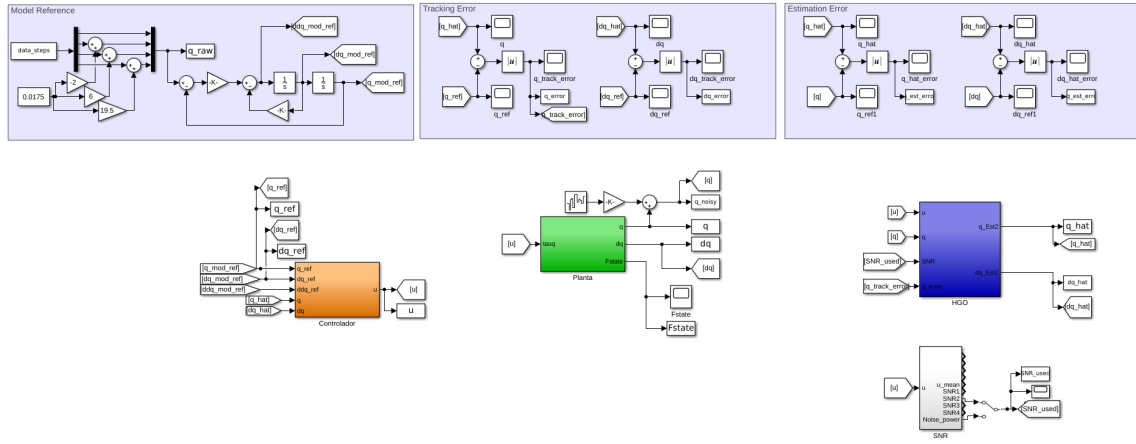 Model Reference
data_steps
0.0175
-2
6
19.5
q_raw
-K-
1
s
1
s
-K-
[ddq_mod_ref]
[dq_mod_ref]
[q_mod_ref]
Tracking Error
[q_hat]
q
|u|
q_track_error
q_error
[q_track_error]
[q_ref]
q_ref
[dq_hat]
dq
|u|
dq_track_error
dq_error
[dq_ref]
dq_ref
Estimation Error
[q_hat]
q_hat
|u|
q_hat_error
q_est_error
[q]
q_ref1
[dq_hat]
dq_hat
|u|
dq_hat_error
q_est_error
[dq]
dq_ref1
[q_ref]
q_ref
[dq_ref]
dq_ref
[q_mod_ref]
[dq_mod_ref]
ddq_mod_ref]
[q_hat]
[dq_hat]
q_ref
dq_ref
ddq_ref
q
dq
u
Controlador
[u]
u
-K-
[q]
q_noisy
[u]
tauq
q
dq
Fstate
Planta
q
dq
[dq]
Fstate
Fstate
[u]
[q]
[SNR_used]
[q_track_error]
u
q
SNR
q_error
q_Est2
dq_Est2
HGO
q_hat
[q_hat]
dq_hat
[dq_hat]
[u]
u
u_mean
SNR1
SNR2
SNR3
SNR4
Noise_power
SNR
SNR_used
[SNR_used]